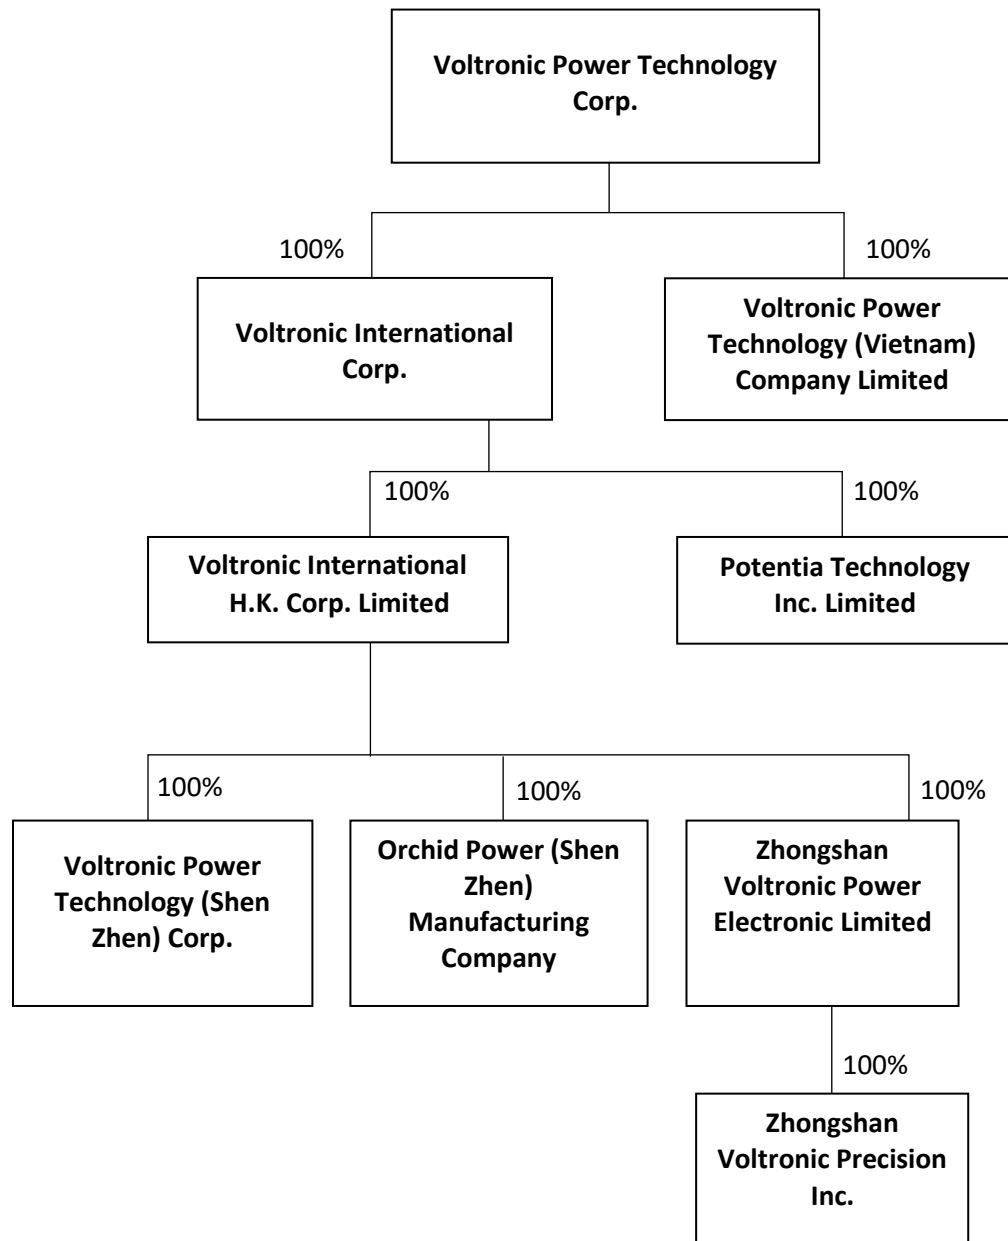 Voltronic Power Technology
Corp.
100%
100%
Voltronic International
Corp.
Voltronic Power
Technology (Vietnam)
Company Limited
100%
100%
Voltronic International
H.K. Corp. Limited
Potentia Technology
Inc. Limited
100%
100%
100%
Voltronic Power
Technology (Shen
Zhen) Corp.
Orchid Power (Shen
Zhen)
Manufacturing
Company
Zhongshan
Voltronic Power
Electronic Limited
100%
Zhongshan
Voltronic Precision
Inc.